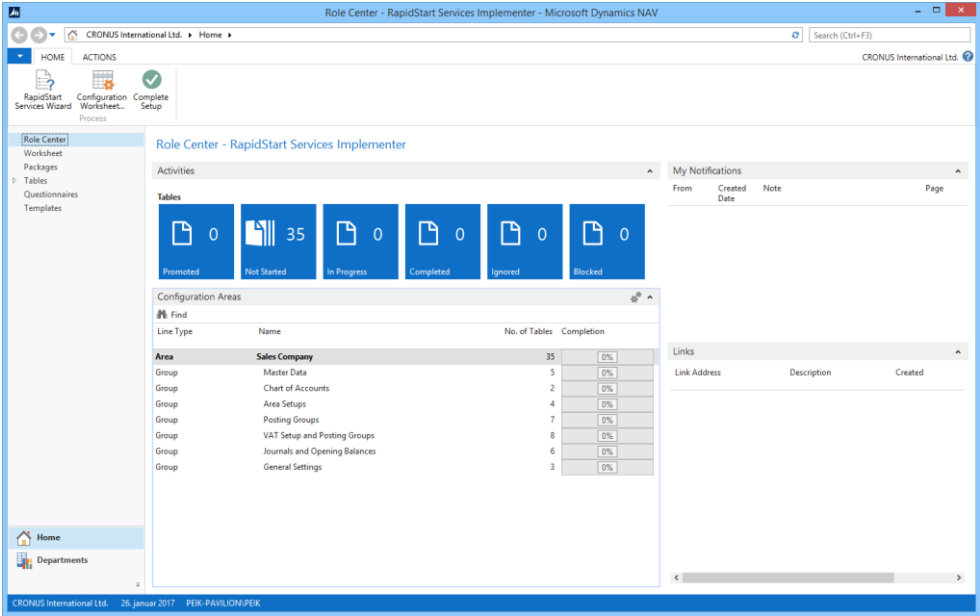 Role Center - RapidStart Services Implementer - Microsoft Dynamics NAV
CRONUS International Ltd. Home
Search (Ctrl+F3)
HOME ACTIONS
CRONUS International Ltd.
RapidStart Services Wizard
Configuration Worksheet...
Complete Setup
Process
Role Center
Worksheet
Packages
Tables
Questionnaires
Templates
Home
Departments
Role Center - RapidStart Services Implementer
Activities
Tables
0 Promoted
35 Not Started
0 In Progress
0 Completed
0 Ignored
0 Blocked
Configuration Areas
Find
Line Type Name No. of Tables Completion
Area Sales Company 35 0%
Group Master Data 5 0%
Group Chart of Accounts 2 0%
Group Area Setups 4 0%
Group Posting Groups 7 0%
Group VAT Setup and Posting Groups 8 0%
Group Journals and Opening Balances 6 0%
Group General Settings 3 0%
My Notifications
From Created Date Note Page
Links
Link Address Description Created
CRONUS International Ltd. 26. januar 2017 PEIK-PAVILION\PEIK